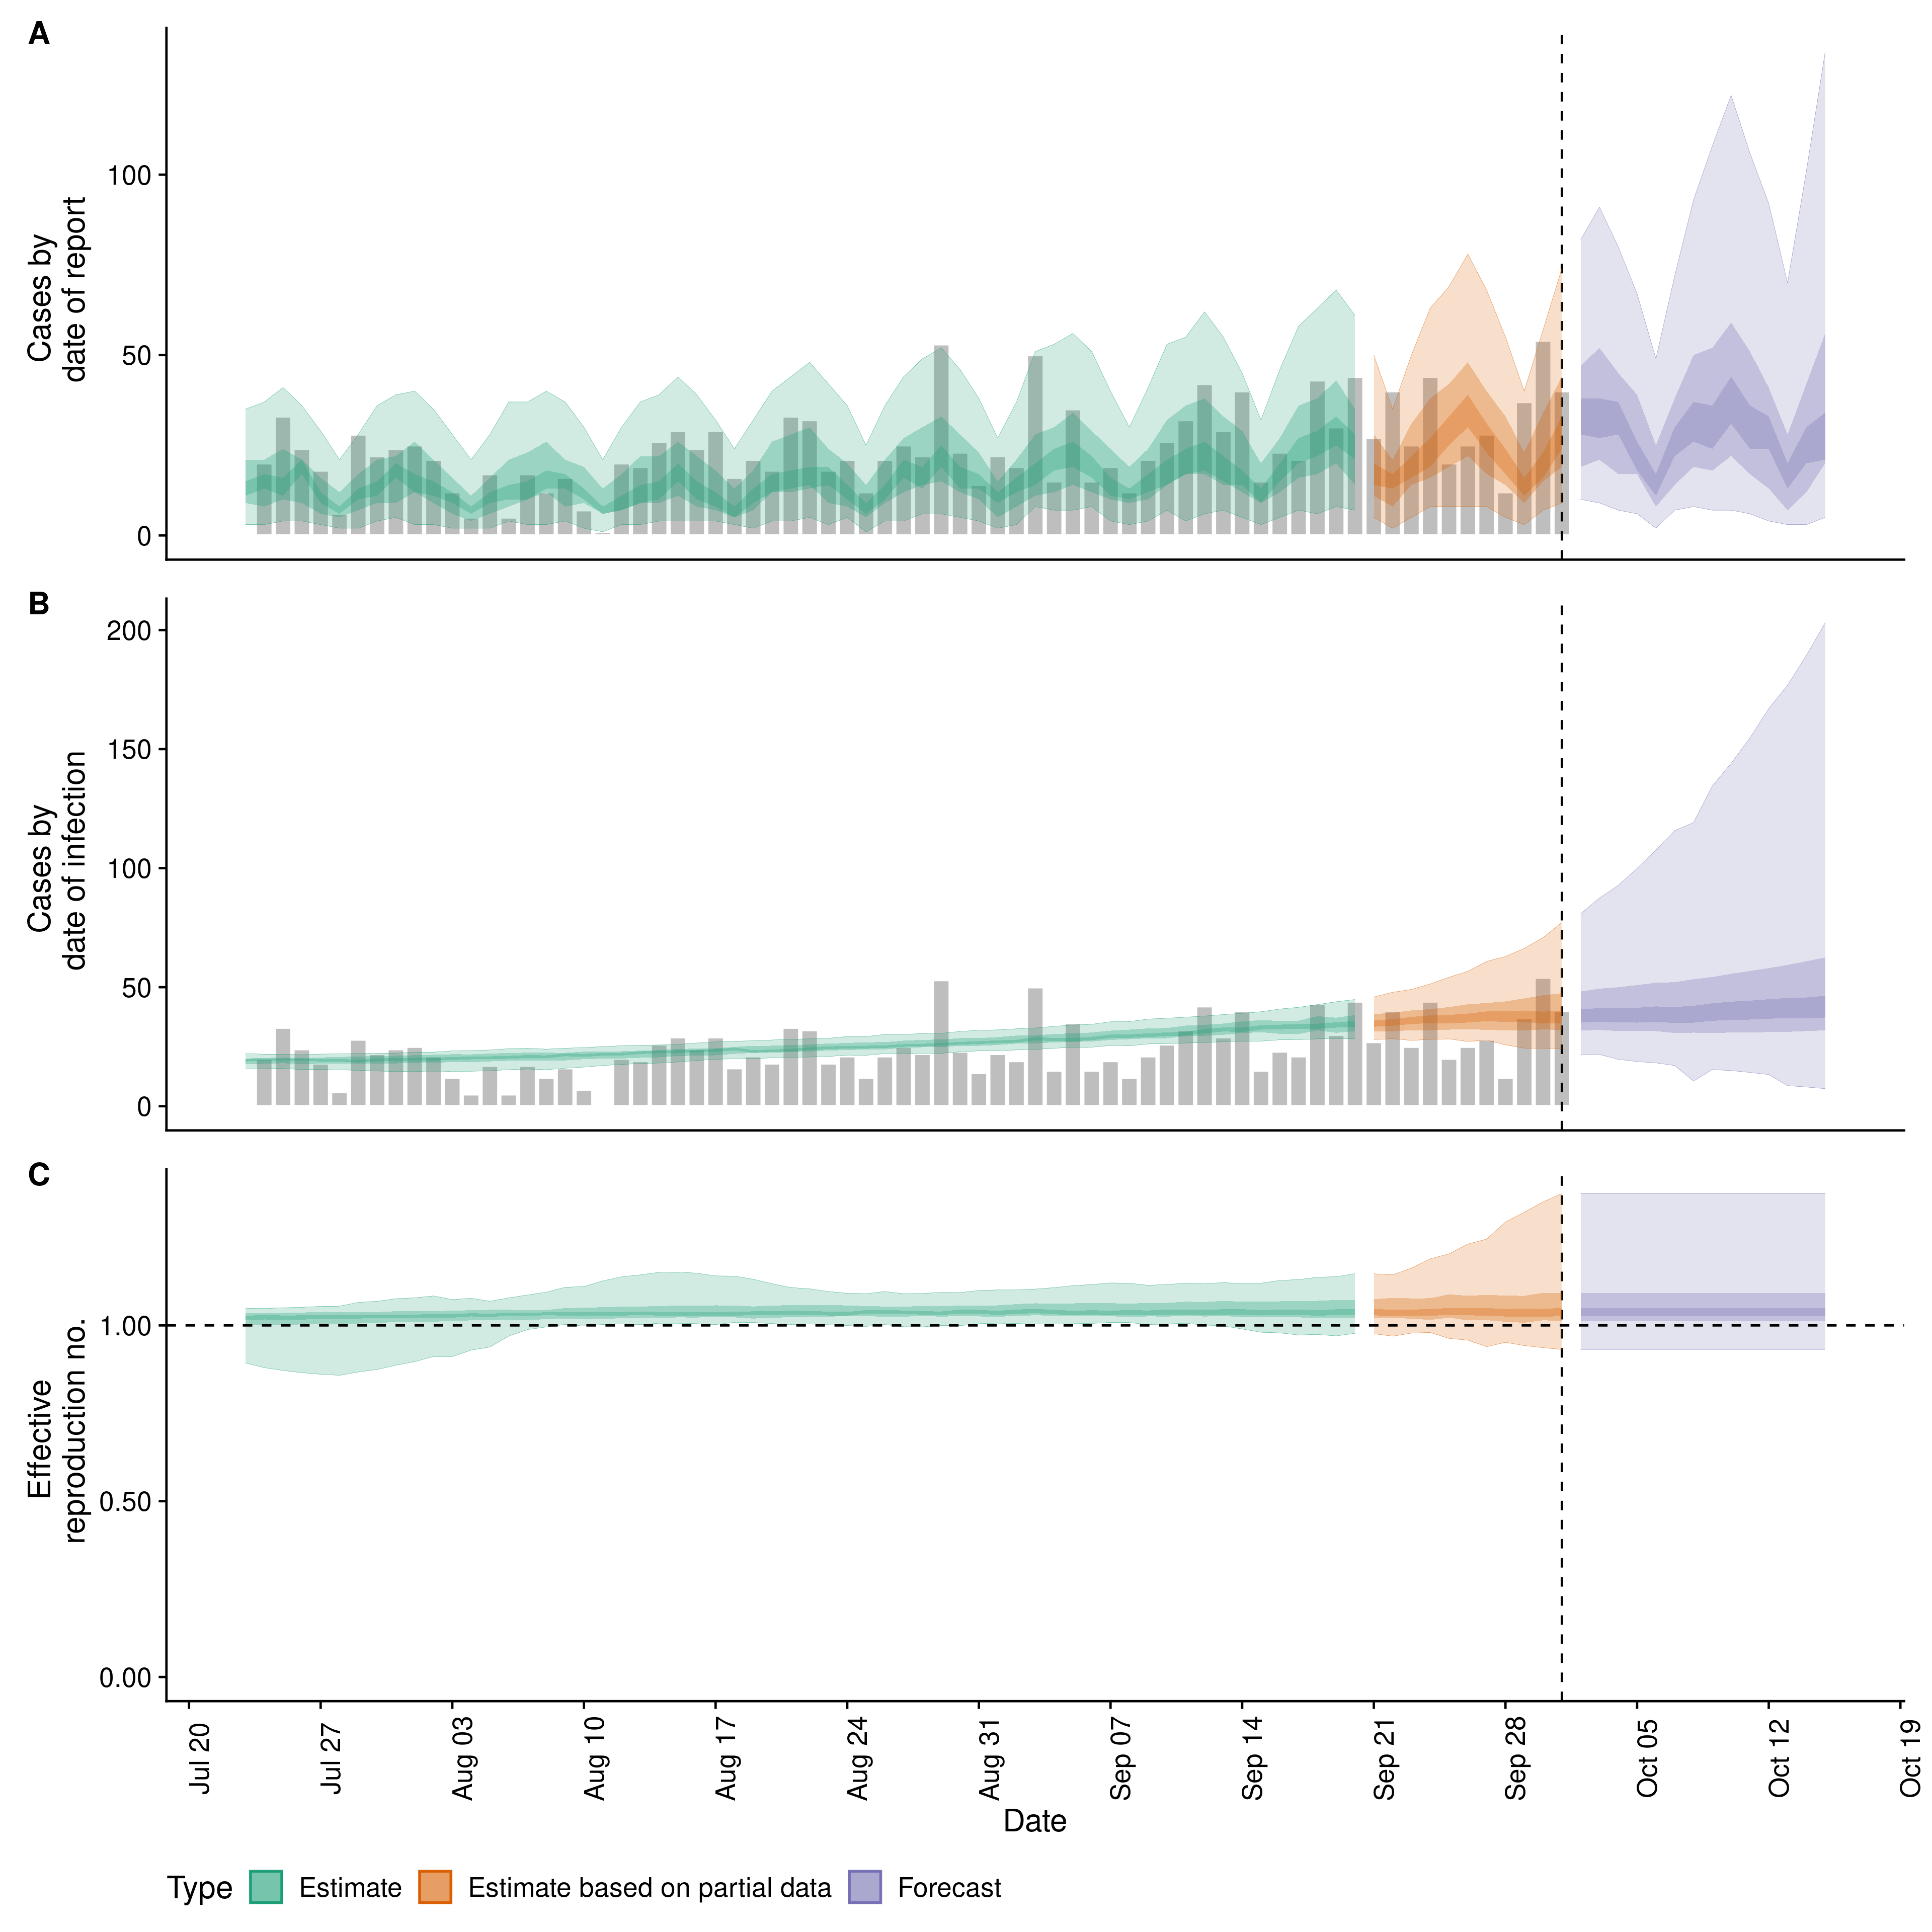 A
Cases by
date of report
100
50
0
B
Cases by
date of infection
200
150
100
50
0
C
Effective
reproduction no.
1.00
0.50
0.00
Jul 20
Jul 27
Aug 03
Aug 10
Aug 17
Aug 24
Aug 31
Sep 07
Sep 14
Sep 21
Sep 28
Oct 05
Oct 12
Oct 19
Date
Type Estimate Estimate based on partial data Forecast